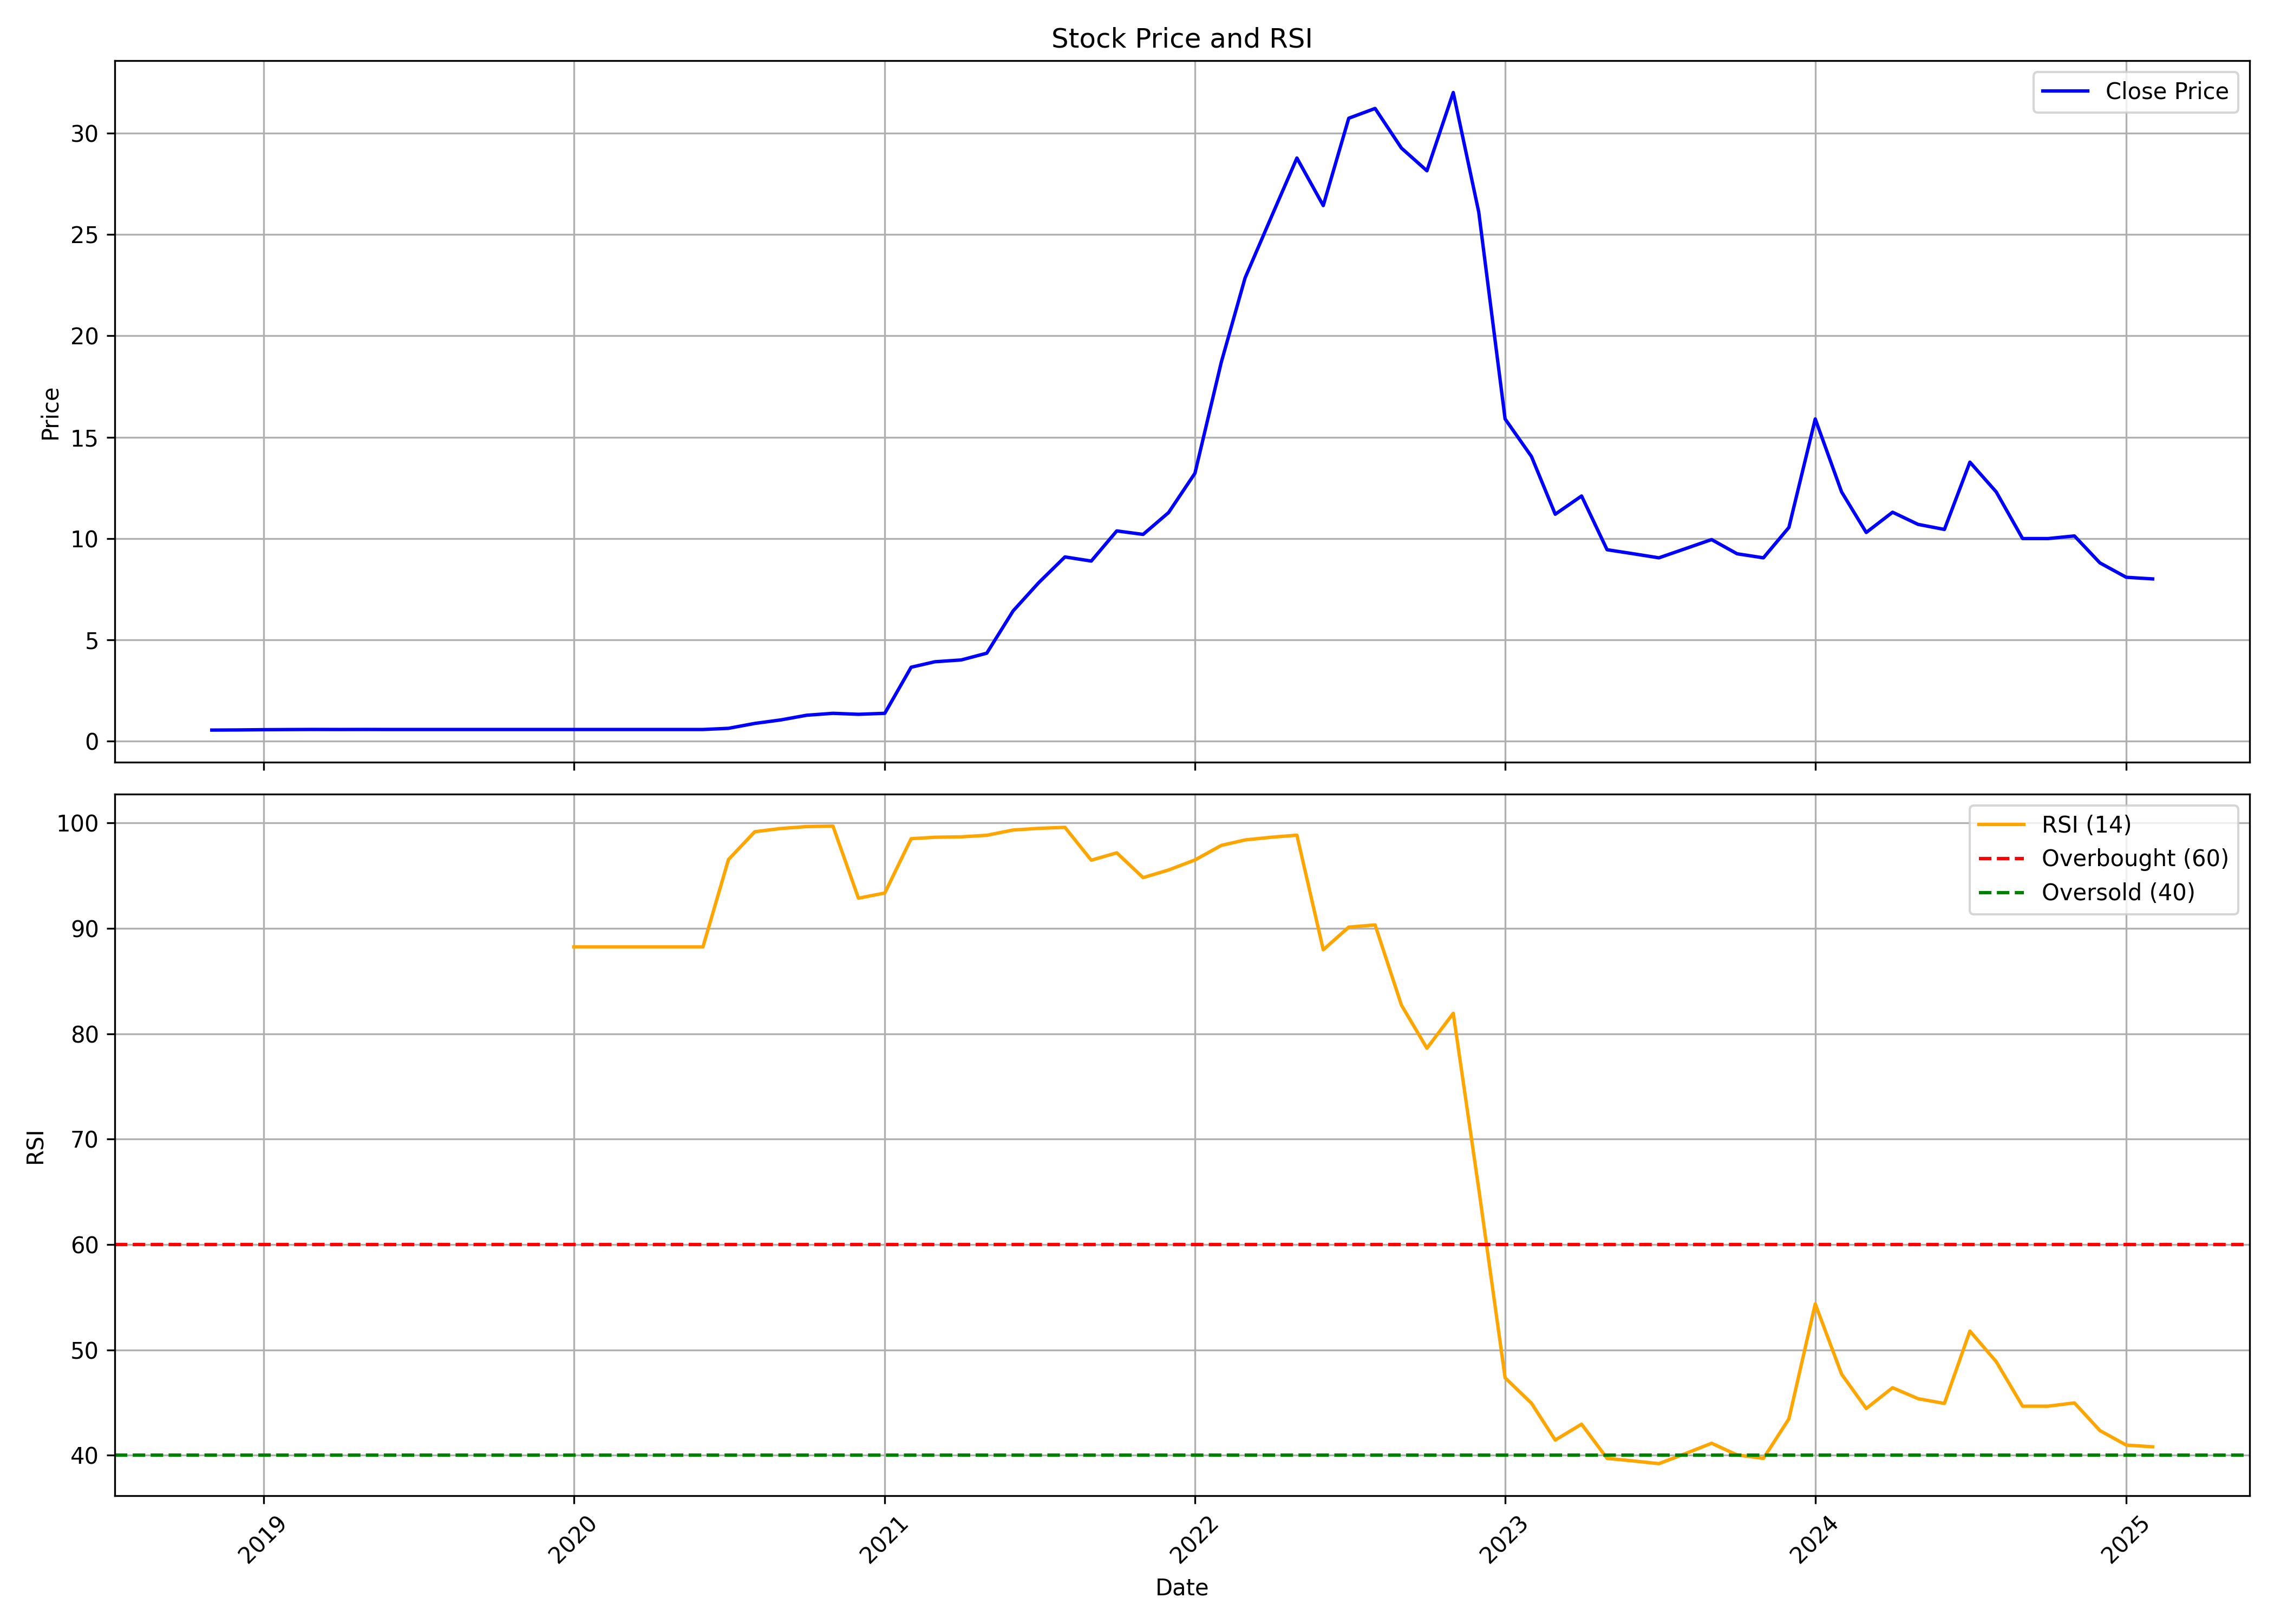 Stock Price and RSI
Close Price
Price
30
25
20
15
10
5
0
RSI (14)
Overbought (60)
Oversold (40)
RSI
100
90
80
70
60
50
40
2019
2020
2021
2022
2023
2024
2025
Date